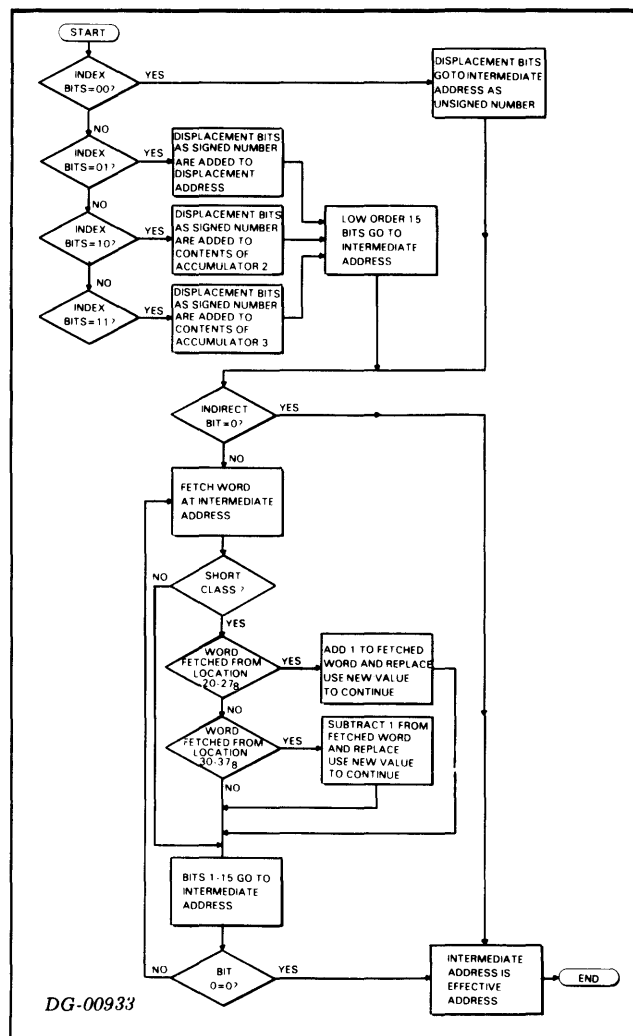 START
INDEX
BITS=00?
YES
DISPLACEMENT BITS
GO TO INTERMEDIATE
ADDRESS AS
UNSIGNED NUMBER
NO
INDEX
BITS=01?
YES
DISPLACEMENT BITS
AS SIGNED NUMBER
ARE ADDED TO
DISPLACEMENT
ADDRESS
NO
INDEX
BITS=10?
YES
DISPLACEMENT BITS
AS SIGNED NUMBER
ARE ADDED TO
CONTENTS OF
ACCUMULATOR 2
LOW ORDER 15
BITS GO TO
INTERMEDIATE
ADDRESS
NO
INDEX
BITS=11?
YES
DISPLACEMENT BITS
AS SIGNED NUMBER
ARE ADDED TO
CONTENTS OF
ACCUMULATOR 3
INDIRECT
BIT=0?
YES
NO
FETCH WORD
AT INTERMEDIATE
ADDRESS
NO
SHORT
CLASS?
YES
WORD
FETCHED FROM
LOCATION
20-27₈
YES
ADD 1 TO FETCHED
WORD AND REPLACE
USE NEW VALUE
TO CONTINUE
NO
WORD
FETCHED FROM
LOCATION
30-37₈
YES
SUBTRACT 1 FROM
FETCHED WORD
AND REPLACE
USE NEW VALUE
TO CONTINUE
NO
BITS 1-15 GO TO
INTERMEDIATE
ADDRESS
NO
BIT
0=0?
YES
INTERMEDIATE
ADDRESS IS
EFFECTIVE
ADDRESS
END
DG-00933